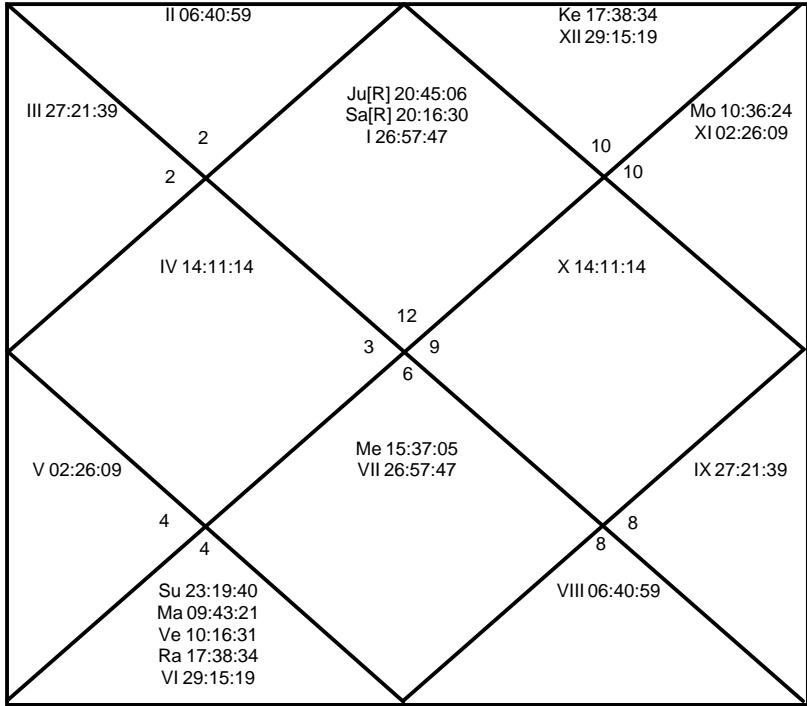 II 06:40:59
Ke 17:38:34
XII 29:15:19
III 27:21:39
Ju[R] 20:45:06
Sa[R] 20:16:30
I 26:57:47
Mo 10:36:24
XI 02:26:09
2
2
10
10
IV 14:11:14
X 14:11:14
12
3
9
6
V 02:26:09
Me 15:37:05
VII 26:57:47
IX 27:21:39
4
4
8
8
Su 23:19:40
Ma 09:43:21
Ve 10:16:31
Ra 17:38:34
VI 29:15:19
VIII 06:40:59